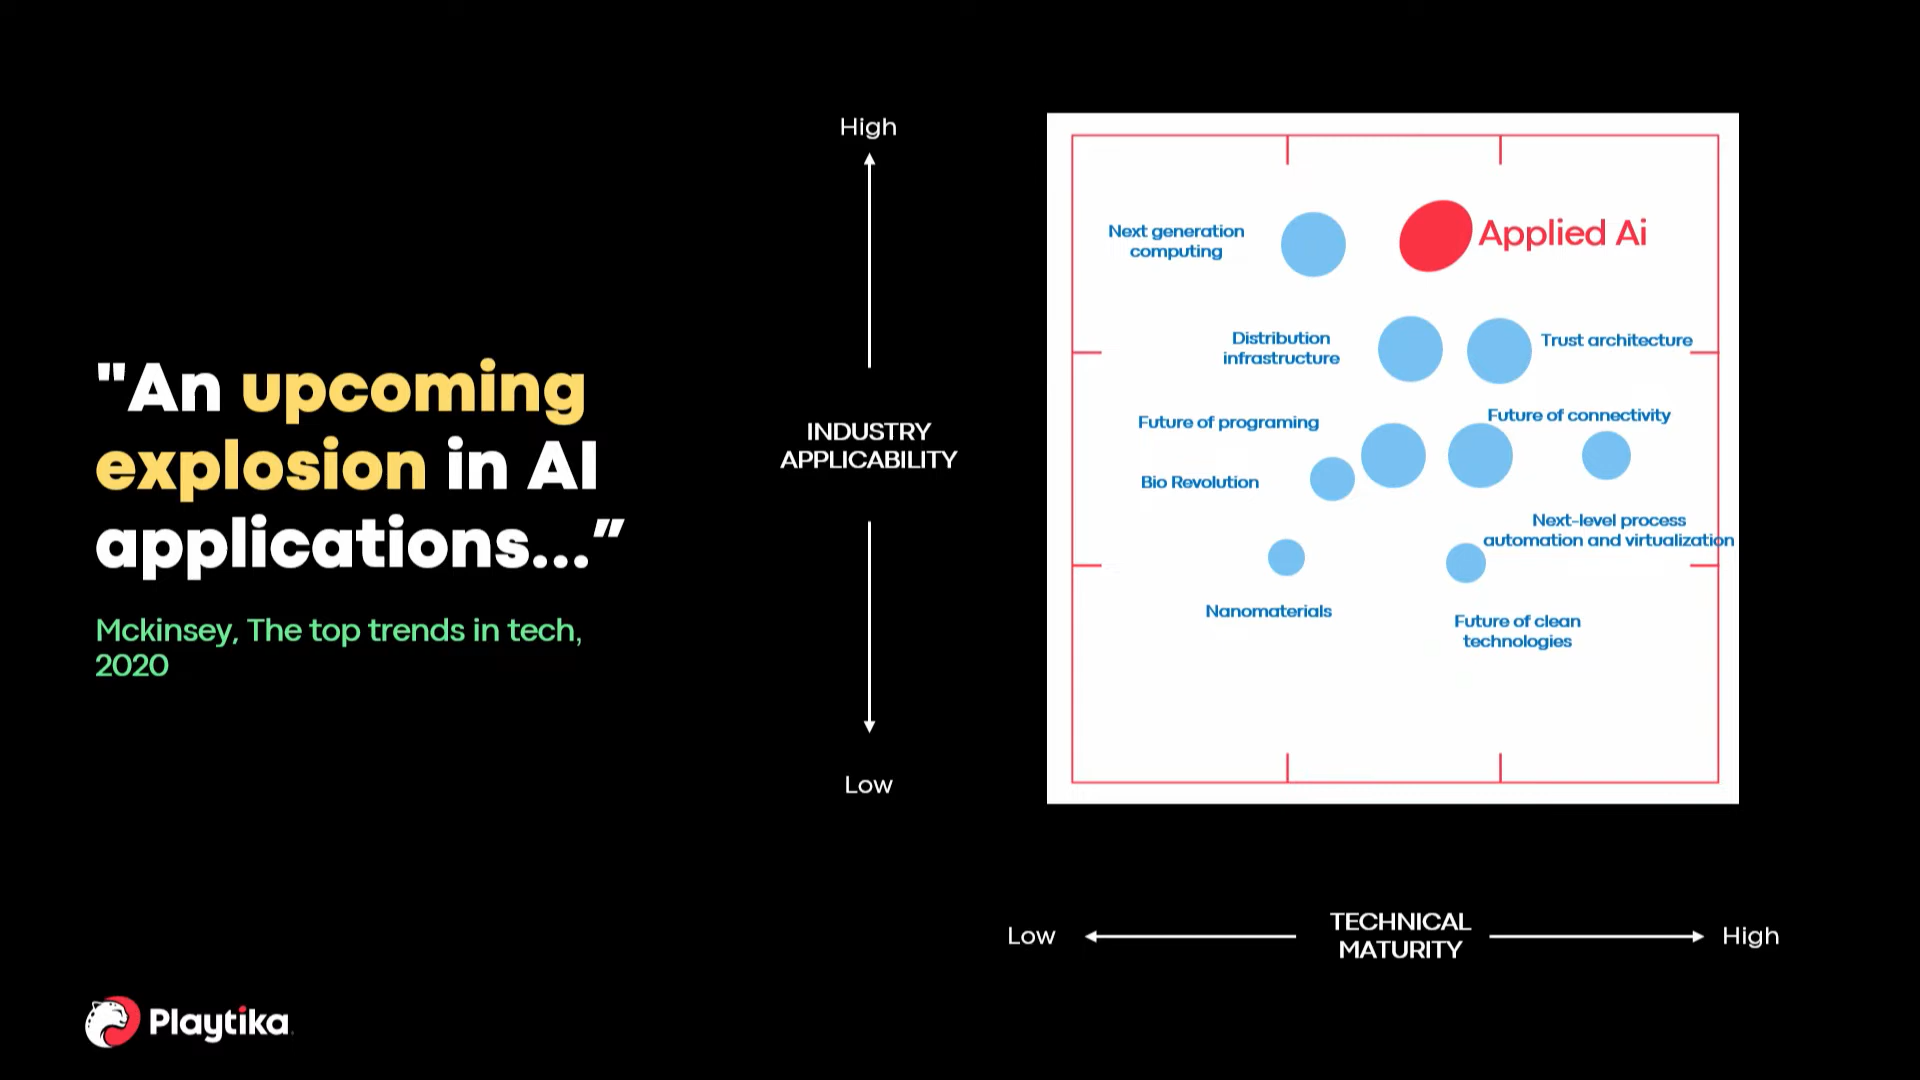 "An upcoming
explosion in AI
applications..."
Mckinsey, The top trends in tech,
2020
High
INDUSTRY
APPLICABILITY
Low
Next generation
computing
Applied Ai
Distribution
infrastructure
Trust architecture
Future of programing
Future of connectivity
Bio Revolution
Next-level process
automation and virtualization
Nanomaterials
Future of clean
technologies
Low
TECHNICAL
MATURITY
High
Playtika